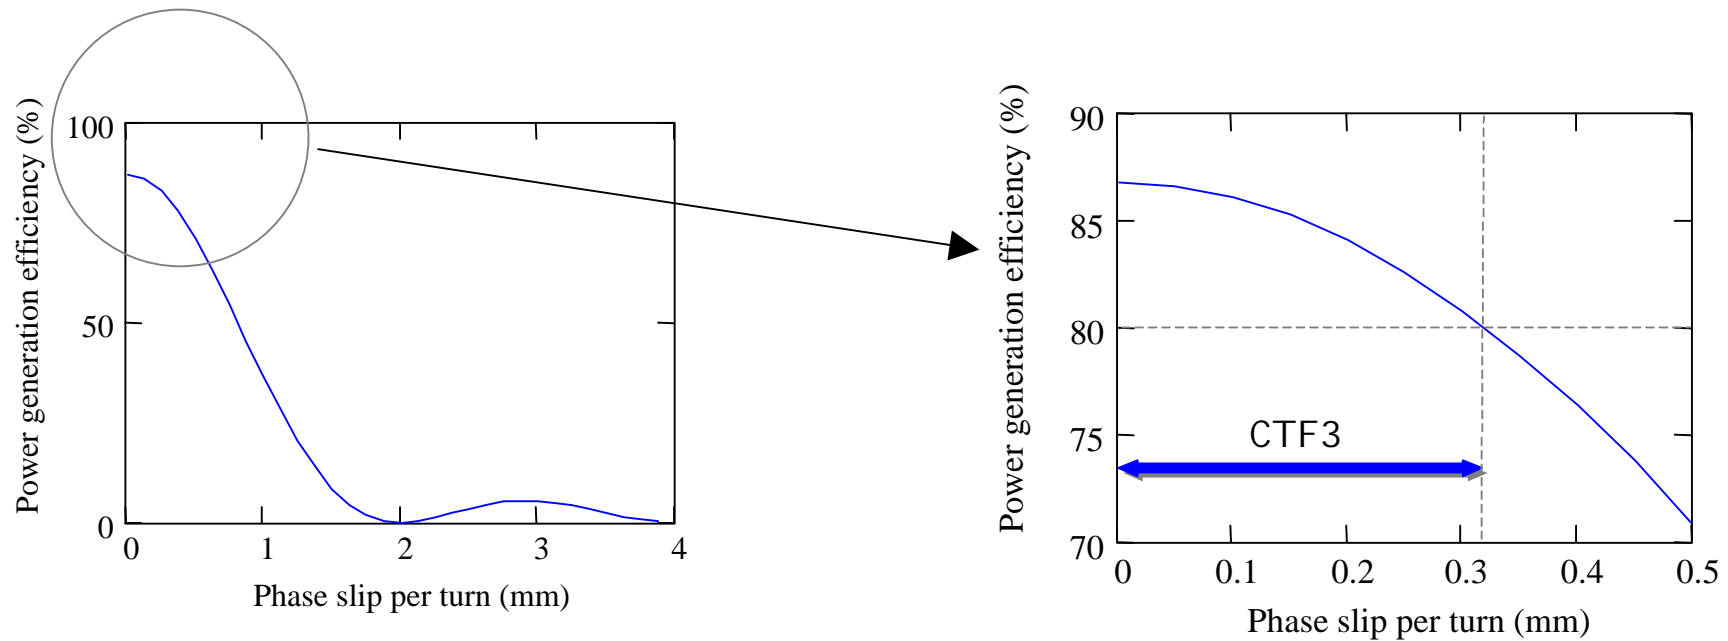 Power generation efficiency (%)
100
50
0
0 1 2 3 4
Phase slip per turn (mm)
Power generation efficiency (%)
90
85
80
75
70
CTF3
0 0.1 0.2 0.3 0.4 0.5
Phase slip per turn (mm)